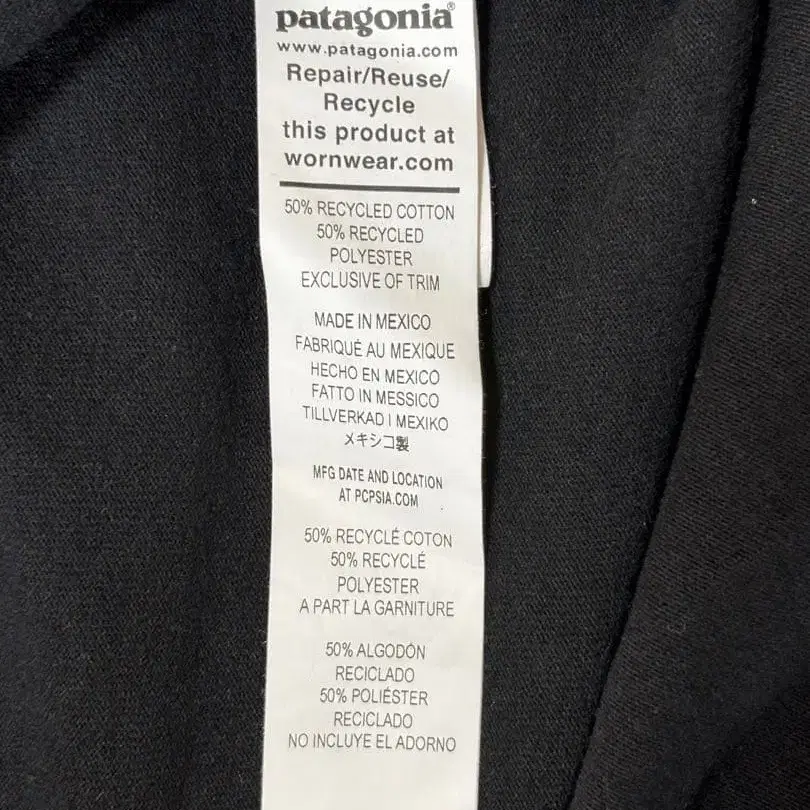 patagonia®
www.patagonia.com
Repair/Reuse/
Recycle
this product at
wornwear.com
50% RECYCLED COTTON
50% RECYCLED
POLYESTER
EXCLUSIVE OF TRIM
MADE IN MEXICO
FABRIQUÉ AU MEXIQUE
HECHO EN MEXICO
FATTO IN MESSICO
TILLVERKAD I MEXIKO
メキシコ製
MFG DATE AND LOCATION
AT PCPSIA.COM
50% RECYCLÉ COTON
50% RECYCLÉ
POLYESTER
A PART LA GARNITURE
50% ALGODÓN
RECICLADO
50% POLIÉSTER
RECICLADO
NO INCLUYE EL ADORNO